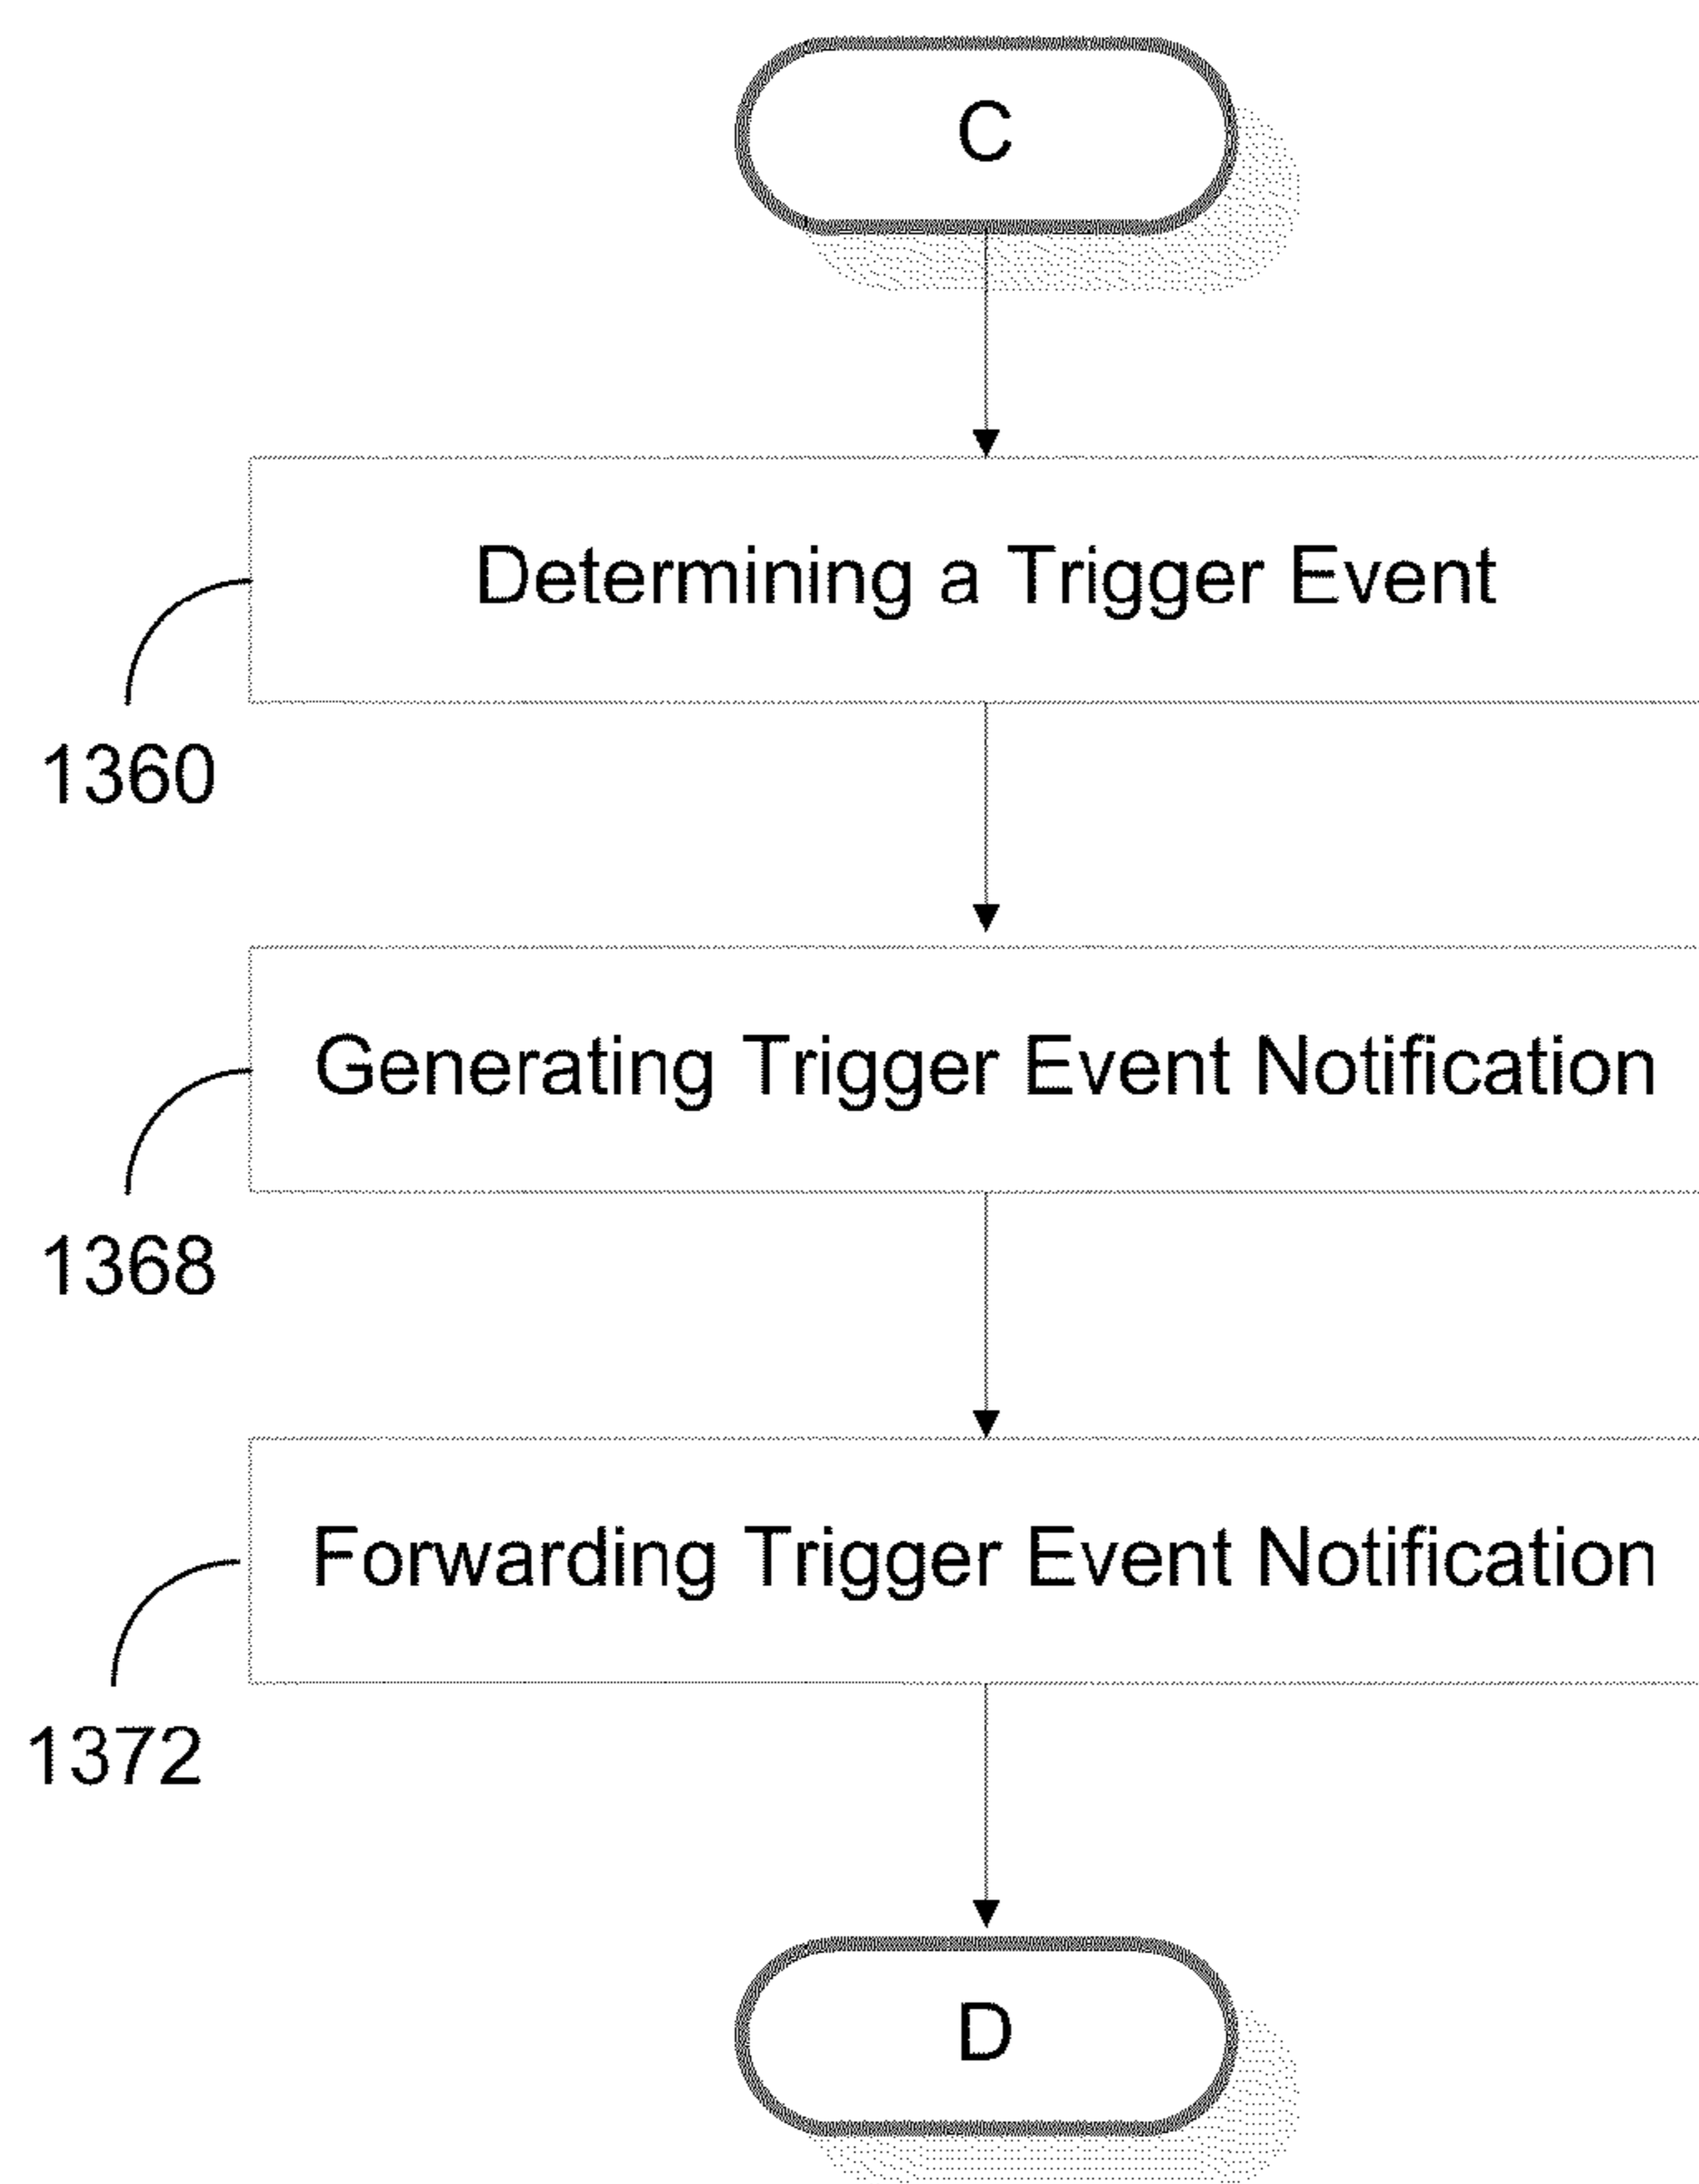 C
Determining a Trigger Event
1360
Generating Trigger Event Notification
1368
Forwarding Trigger Event Notification
1372
D